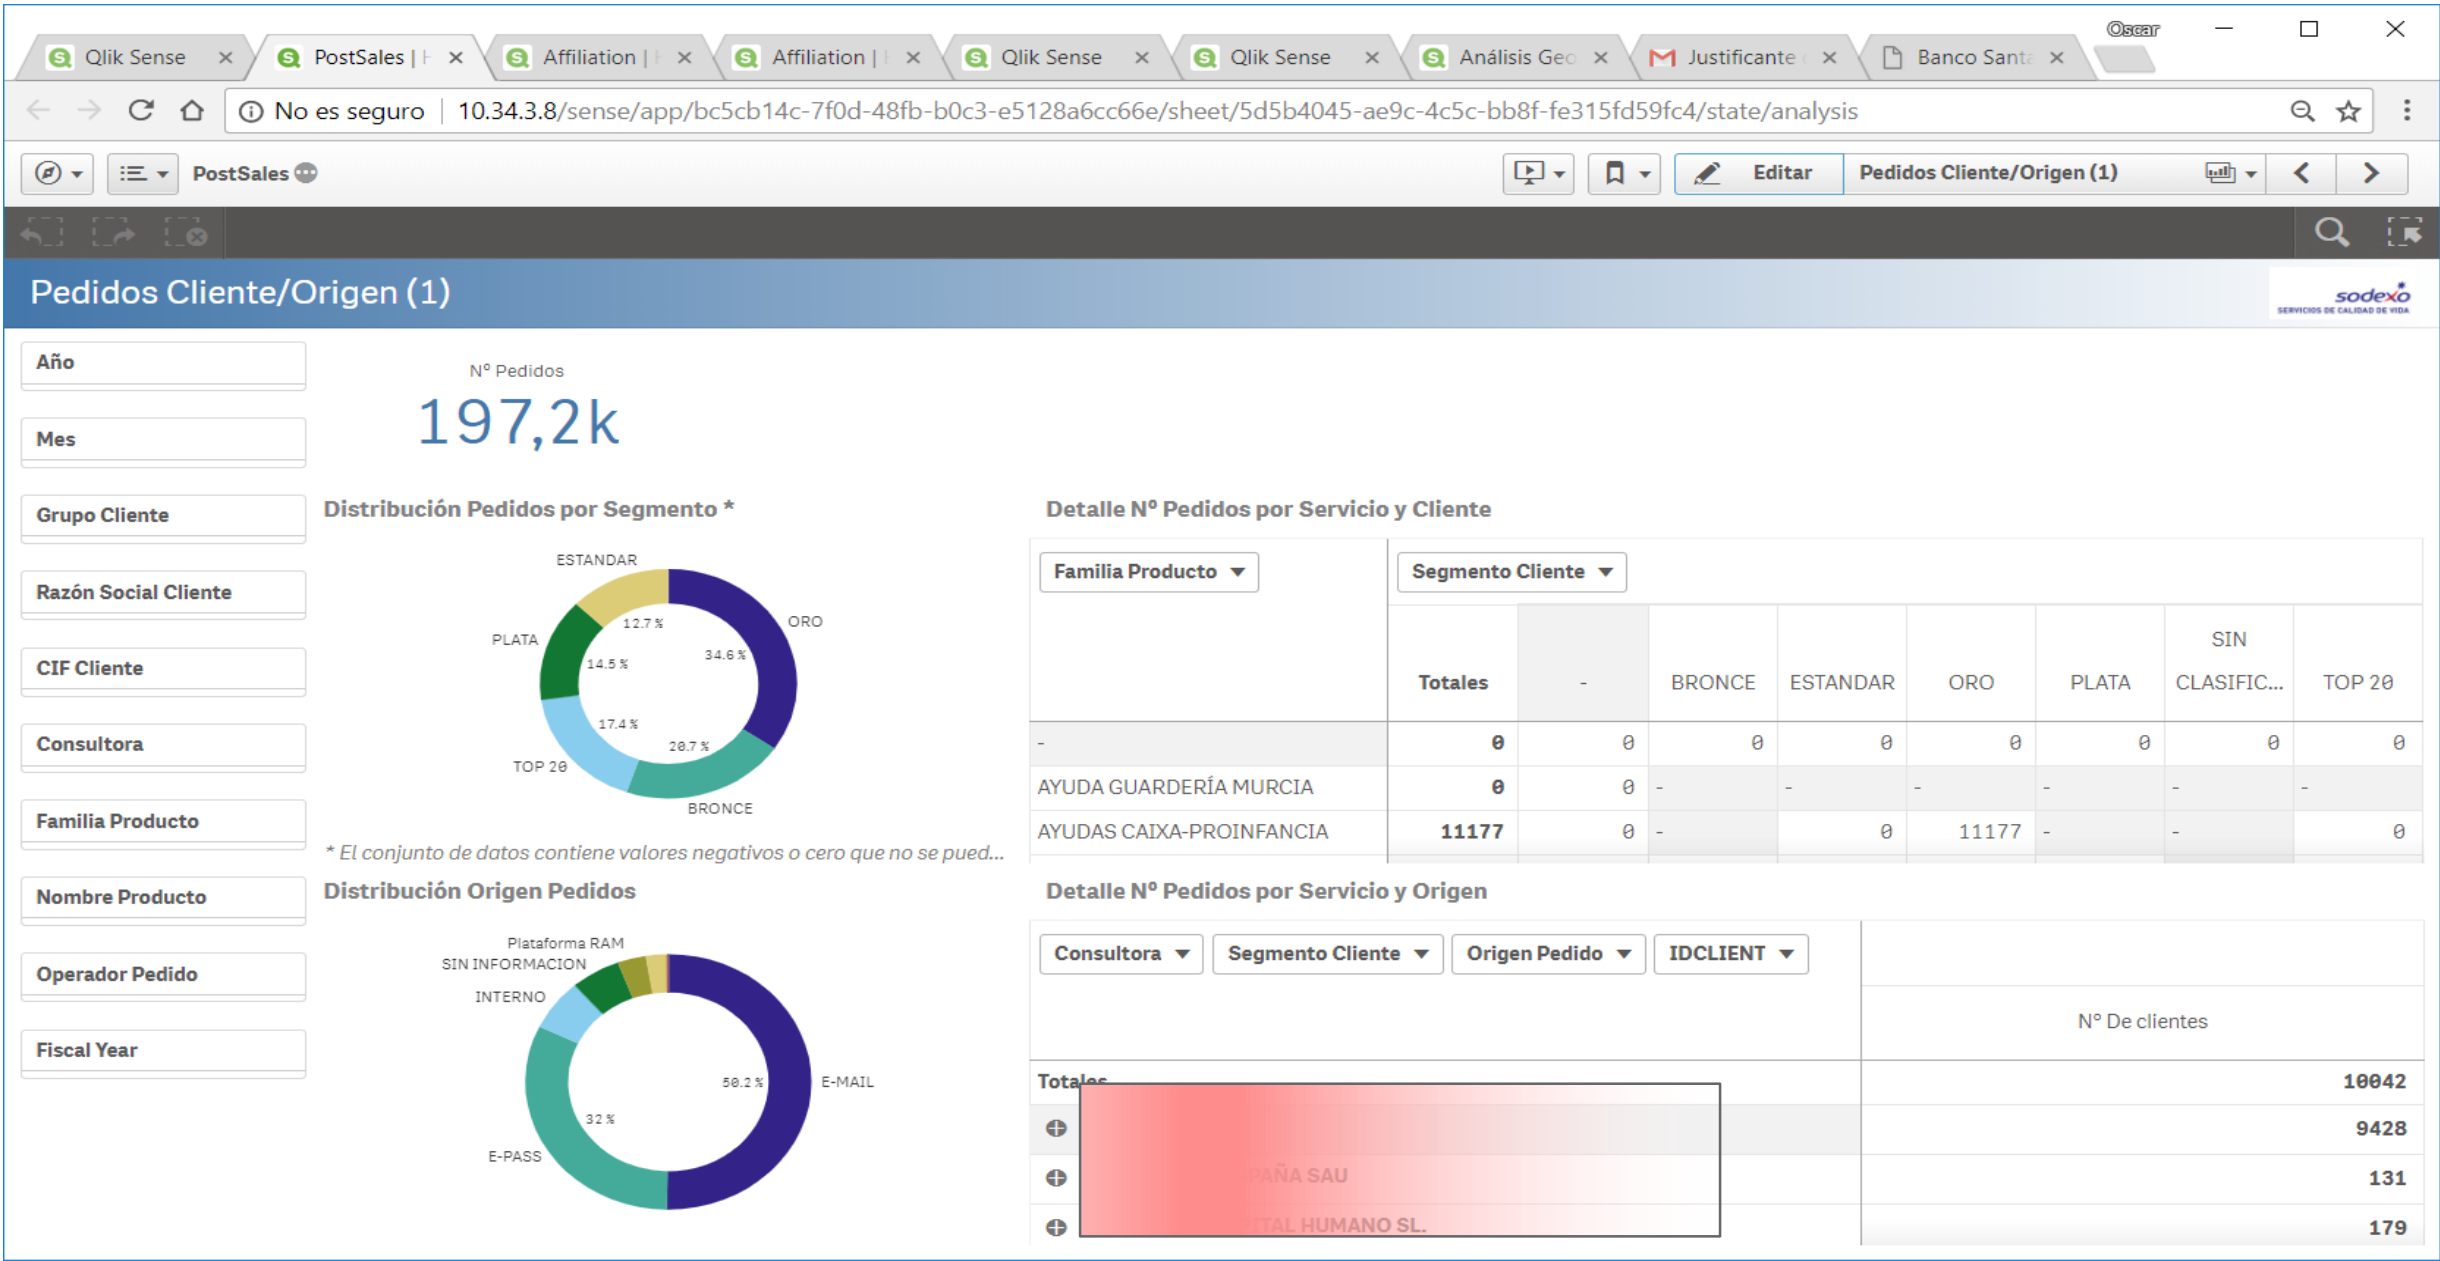 Oscar
Qlik Sense
PostSales |
Affiliation |
Affiliation |
Qlik Sense
Qlik Sense
Análisis Geo
Justificante
Banco Santa
No es seguro | 10.34.3.8/sense/app/bc5cb14c-7f0d-48fb-b0c3-e5128a6cc66e/sheet/5d5b4045-ae9c-4c5c-bb8f-fe315fd59fc4/state/analysis
PostSales
Editar
Pedidos Cliente/Origen (1)
Pedidos Cliente/Origen (1)
sodexo
SERVICIOS DE CALIDAD DE VIDA
Año
Mes
Grupo Cliente
Razón Social Cliente
CIF Cliente
Consultora
Familia Producto
Nombre Producto
Operador Pedido
Fiscal Year
Nº Pedidos
197,2k
Distribución Pedidos por Segmento *
ESTANDAR
12.7 %
ORO
34.6 %
PLATA
14.5 %
17.4 %
TOP 20
20.7 %
BRONCE
* El conjunto de datos contiene valores negativos o cero que no se pued...
Detalle Nº Pedidos por Servicio y Cliente
Familia Producto
Segmento Cliente
Totales - BRONCE ESTANDAR ORO PLATA SIN CLASIFIC... TOP 20
- 0 0 0 0 0 0 0 0
AYUDA GUARDERÍA MURCIA 0 0 - - - - - -
AYUDAS CAIXA-PROINFANCIA 11177 0 - 0 11177 - - 0
Distribución Origen Pedidos
Plataforma RAM
SIN INFORMACION
INTERNO
50.2 %
E-MAIL
32 %
E-PASS
Detalle Nº Pedidos por Servicio y Origen
Consultora
Segmento Cliente
Origen Pedido
IDCLIENT
Nº De clientes
Totales 10042
9428
PAÑA SAU 131
ITAL HUMANO SL. 179